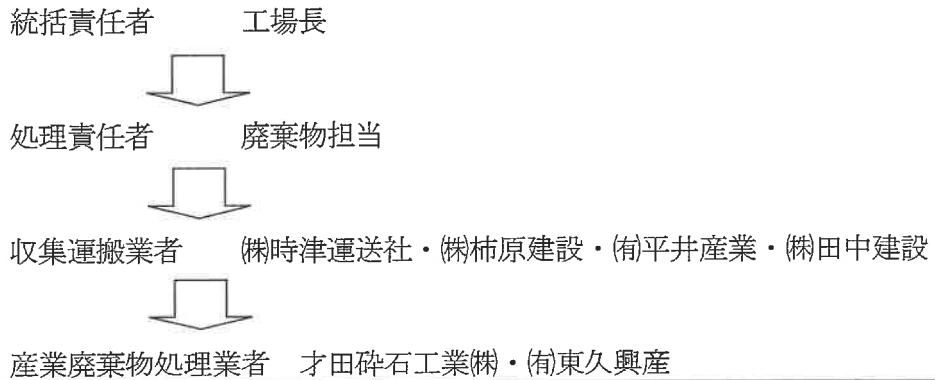 統括責任者 工場長
処理責任者 廃棄物担当
収集運搬業者 ㈱時津運送社・㈱柿原建設・㈲平井産業・㈱田中建設
産業廃棄物処理業者 才田砕石工業㈱・㈲東久興産